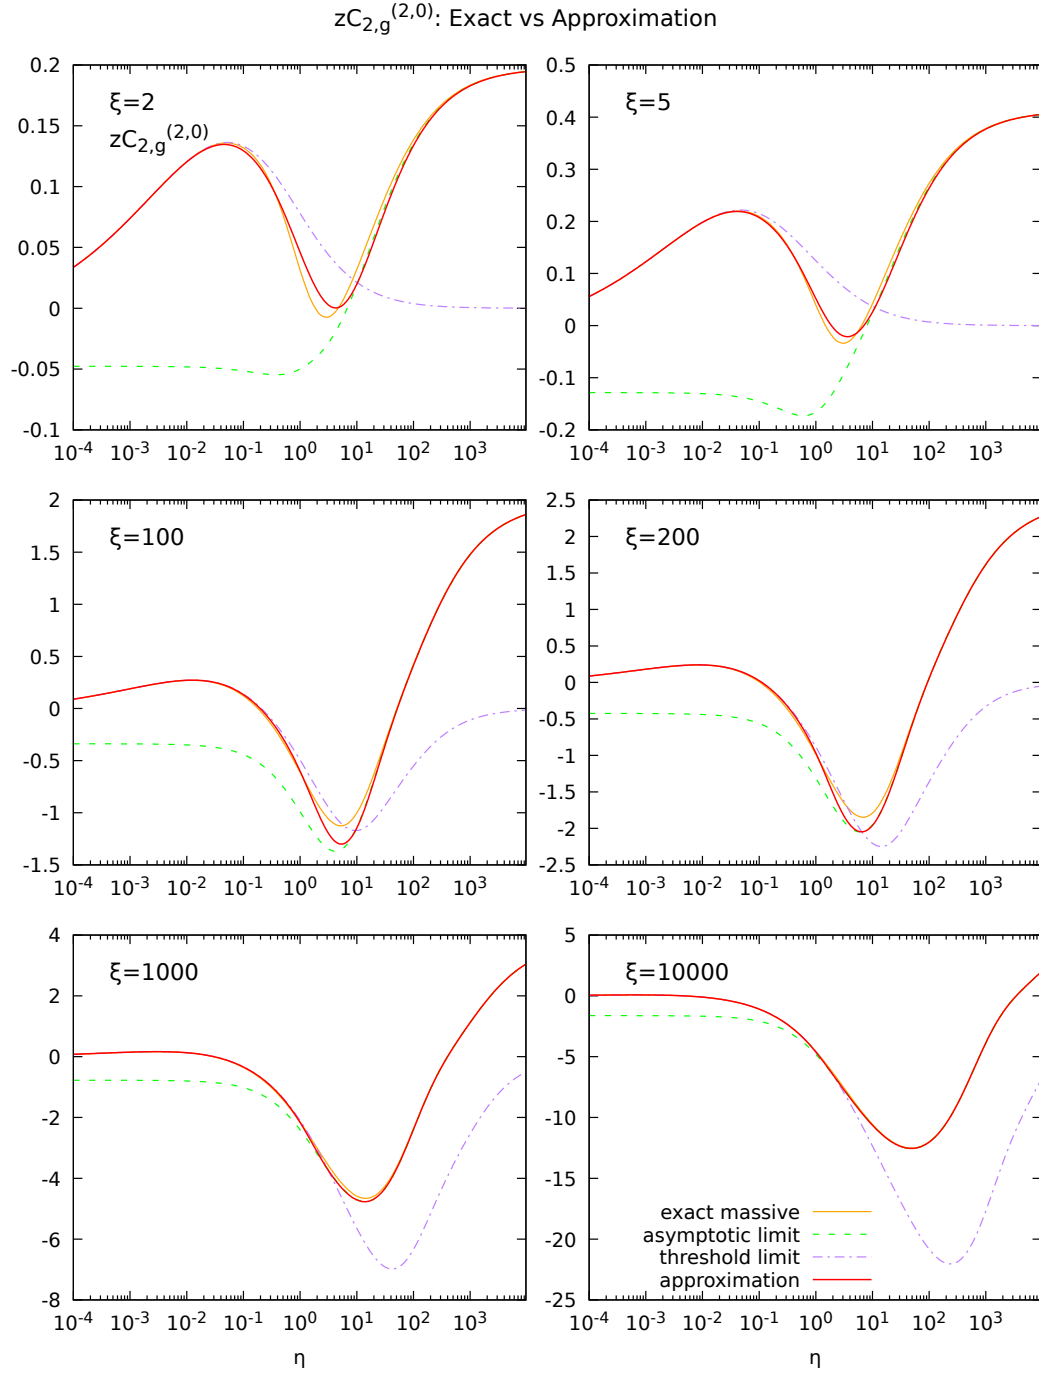 zC2,g(2,0): Exact vs Approximation
0.2
0.15
0.1
0.05
0
-0.05
-0.1
ξ=2
zC2,g(2,0)
10-4 10-3 10-2 10-1 100 101 102 103
0.5
0.4
0.3
0.2
0.1
0
-0.1
-0.2
ξ=5
10-4 10-3 10-2 10-1 100 101 102 103
2
1.5
1
0.5
0
-0.5
-1
-1.5
ξ=100
10-4 10-3 10-2 10-1 100 101 102 103
2.5
2
1.5
1
0.5
0
-0.5
-1
-1.5
-2
-2.5
ξ=200
10-4 10-3 10-2 10-1 100 101 102 103
4
2
0
-2
-4
-6
-8
ξ=1000
10-4 10-3 10-2 10-1 100 101 102 103
η
5
0
-5
-10
-15
-20
-25
ξ=10000
exact massive
asymptotic limit
threshold limit
approximation
10-4 10-3 10-2 10-1 100 101 102 103
η